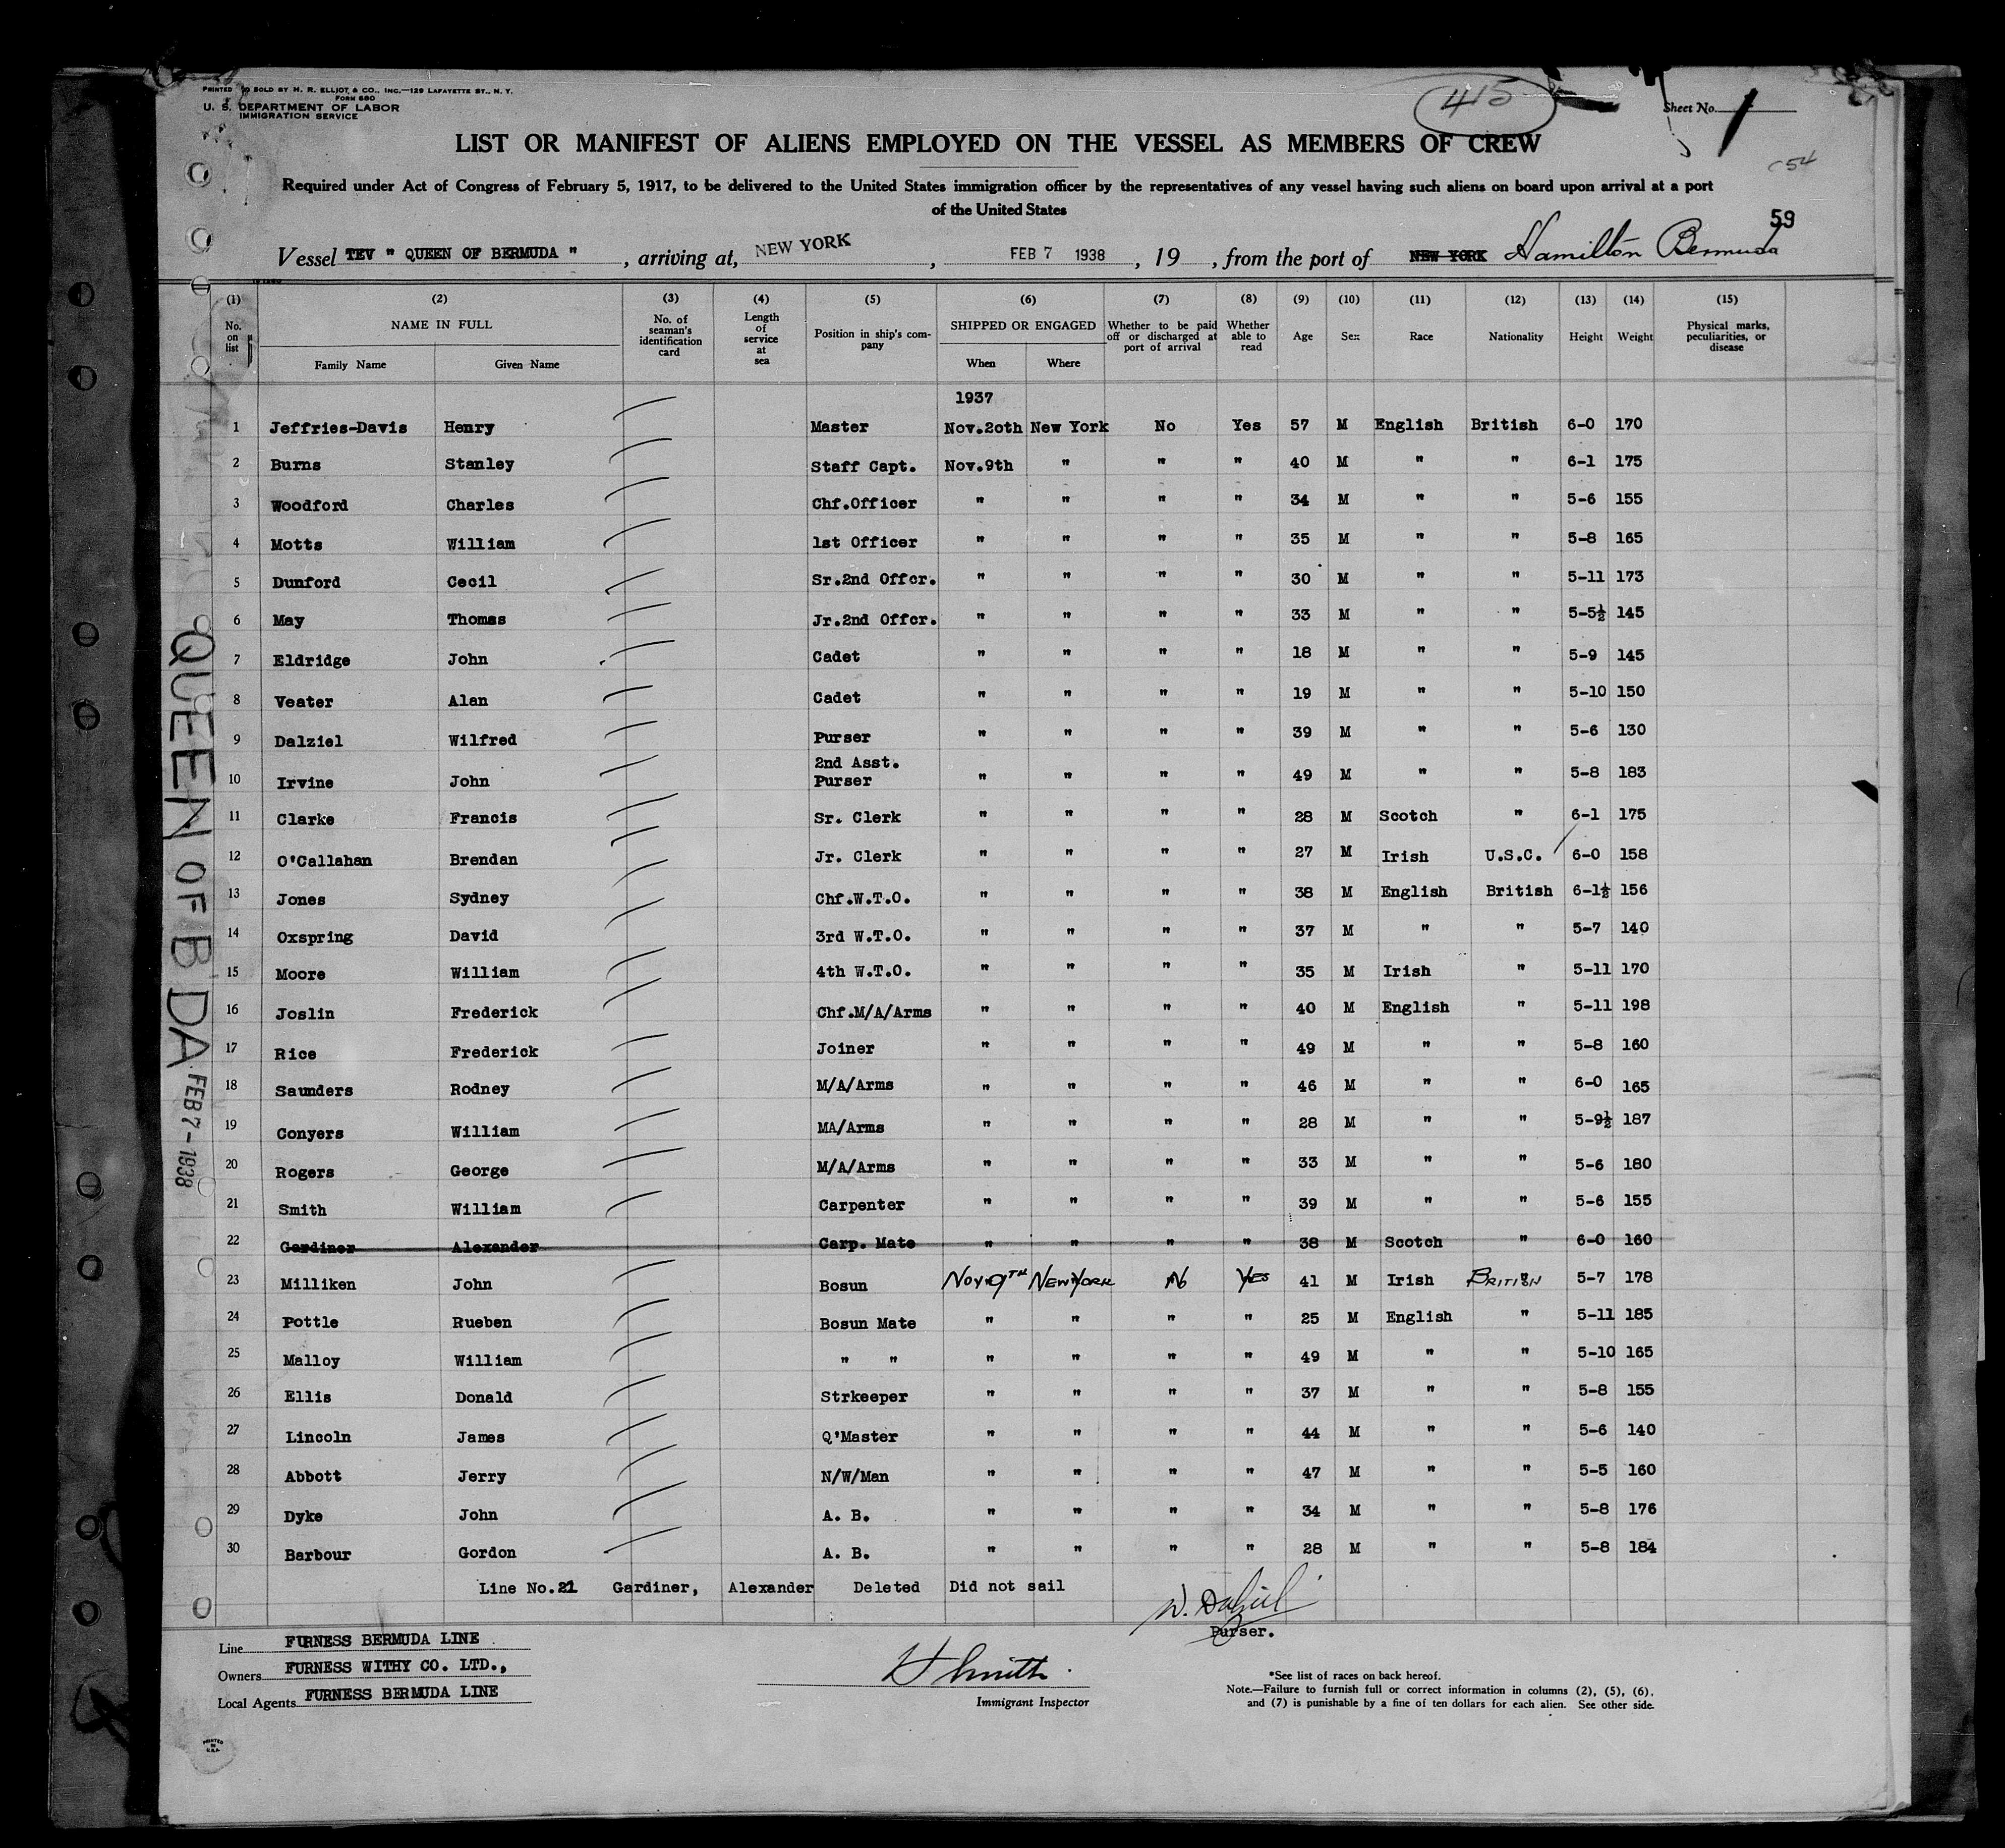 PRINTED & SOLD BY H. R. ELLIOT & CO., INC.—129 LAFAYETTE ST., N. Y.
FORM 680
U. S. DEPARTMENT OF LABOR
IMMIGRATION SERVICE
415
Sheet No. 1
LIST OR MANIFEST OF ALIENS EMPLOYED ON THE VESSEL AS MEMBERS OF CREW
C54
Required under Act of Congress of February 5, 1917, to be delivered to the United States immigration officer by the representatives of any vessel having such aliens on board upon arrival at a port
of the United States
59
Vessel TEV " QUEEN OF BERMUDA ", arriving at, NEW YORK, FEB 7 1938, 19, from the port of NEW YORK Hamilton Bermuda
(1) (2) (3) (4) (5) (6) (7) (8) (9) (10) (11) (12) (13) (14) (15)
No. on list NAME IN FULL No. of seaman's identification card Length of service at sea Position in ship's company SHIPPED OR ENGAGED Whether to be paid off or discharged at port of arrival Whether able to read Age Sex Race Nationality Height Weight Physical marks, peculiarities, or disease
Family Name Given Name When Where
1937
1 Jeffries-Davis Henry Master Nov.20th New York No Yes 57 M English British 6-0 170
2 Burns Stanley Staff Capt. Nov.9th " " " 40 M " " 6-1 175
3 Woodford Charles Chf.Officer " " " " 34 M " " 5-6 155
4 Motts William 1st Officer " " " " 35 M " " 5-8 165
5 Dunford Cecil Sr.2nd Offcr. " " " " 30 M " " 5-11 173
6 May Thomas Jr.2nd Offcr. " " " " 33 M " " 5-5½ 145
7 Eldridge John Cadet " " " " 18 M " " 5-9 145
8 Veater Alan Cadet " " " " 19 M " " 5-10 150
9 Dalziel Wilfred Purser " " " " 39 M " " 5-6 130
10 Irvine John 2nd Asst. Purser " " " " 49 M " " 5-8 183
11 Clarke Francis Sr. Clerk " " " " 28 M Scotch " 6-1 175
12 O'Callahan Brendan Jr. Clerk " " " " 27 M Irish U.S.C. 6-0 158
13 Jones Sydney Chf.W.T.O. " " " " 38 M English British 6-1½ 156
14 Oxspring David 3rd W.T.O. " " " " 37 M " " 5-7 140
15 Moore William 4th W.T.O. " " " " 35 M Irish " 5-11 170
16 Joslin Frederick Chf.M/A/Arms " " " " 40 M English " 5-11 198
17 Rice Frederick Joiner " " " " 49 M " " 5-8 160
18 Saunders Rodney M/A/Arms " " " " 46 M " " 6-0 165
19 Conyers William MA/Arms " " " " 28 M " " 5-9½ 187
20 Rogers George M/A/Arms " " " " 33 M " " 5-6 180
21 Smith William Carpenter " " " " 39 M " " 5-6 155
22 Gardiner Alexander Carp. Mate " " " " 38 M Scotch " 6-0 160
23 Milliken John Bosun Nov 9TH NEW YORK No YES 41 M Irish BRITISH 5-7 178
24 Pottle Rueben Bosun Mate " " " " 25 M English " 5-11 185
25 Malloy William " " " " " " 49 M " " 5-10 165
26 Ellis Donald Strkeeper " " " " 37 M " " 5-8 155
27 Lincoln James Q'Master " " " " 44 M " " 5-6 140
28 Abbott Jerry N/W/Man " " " " 47 M " " 5-5 160
29 Dyke John A. B. " " " " 34 M " " 5-8 176
30 Barbour Gordon A. B. " " " " 28 M " " 5-8 184
Line No.21 Gardiner, Alexander Deleted Did not sail
W. Dalziel
Purser.
Line FURNESS BERMUDA LINE
Owners FURNESS WITHY CO. LTD.,
Local Agents FURNESS BERMUDA LINE
H Smith
Immigrant Inspector
*See list of races on back hereof.
Note.—Failure to furnish full or correct information in columns (2), (5), (6),
and (7) is punishable by a fine of ten dollars for each alien. See other side.
PRINTED IN U.S.A.
QUEEN OF BDA FEB 7 - 1938